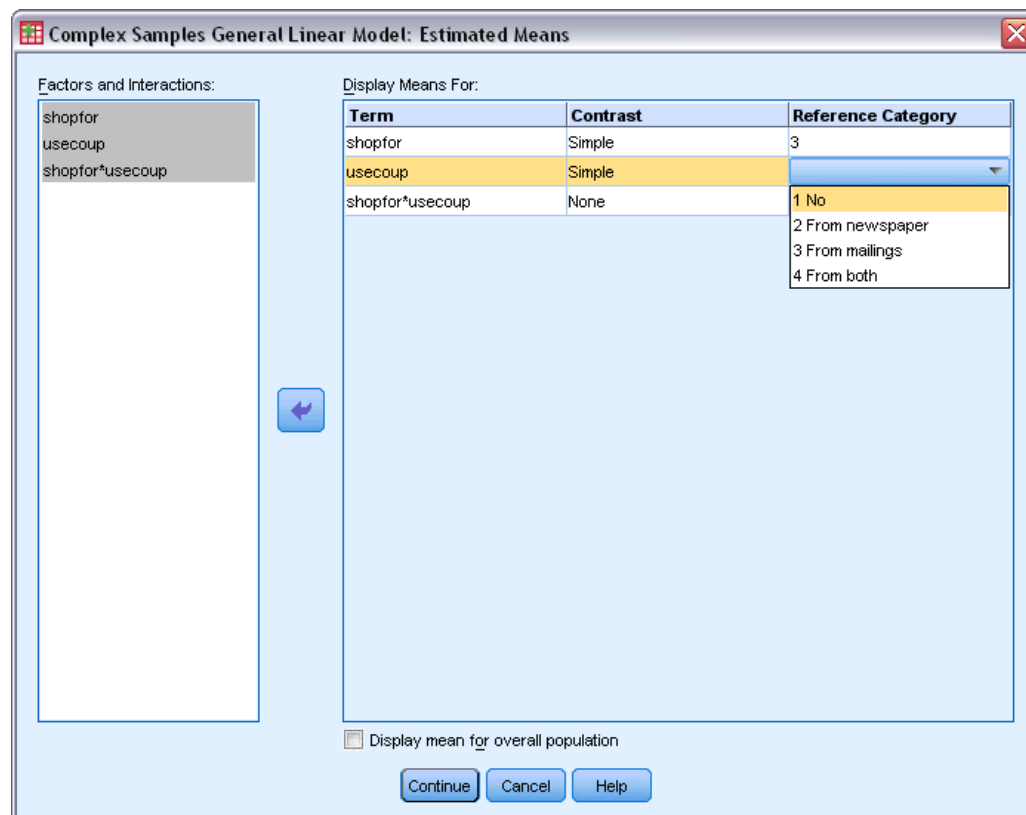 Complex Samples General Linear Model: Estimated Means
Factors and Interactions:
shopfor
usecoup
shopfor*usecoup
Display Means For:
Term Contrast Reference Category
shopfor Simple 3
usecoup Simple
shopfor*usecoup None
1 No
2 From newspaper
3 From mailings
4 From both
Display mean for overall population
Continue Cancel Help